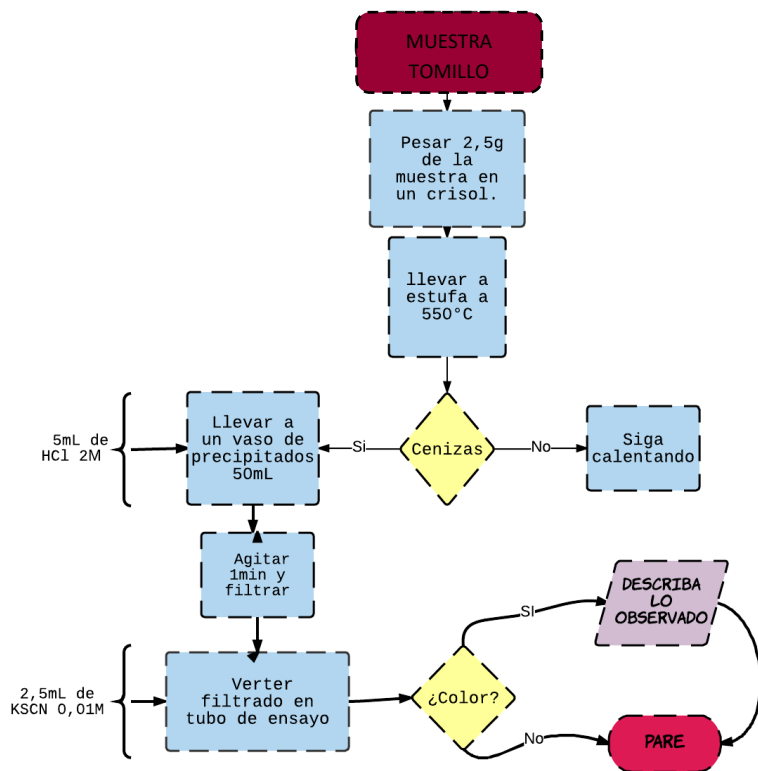 MUESTRA
TOMILLO
Pesar 2,5g
de la
muestra en
un crisol.
llevar a
estufa a
550°C
Cenizas
Si
No
Siga
calentando
5mL de
HCl 2M
Llevar a
un vaso de
precipitados
50mL
Agitar
1min y
filtrar
2,5mL de
KSCN 0,01M
Verter
filtrado en
tubo de ensayo
¿Color?
SI
DESCRIBA
LO
OBSERVADO
No
PARE